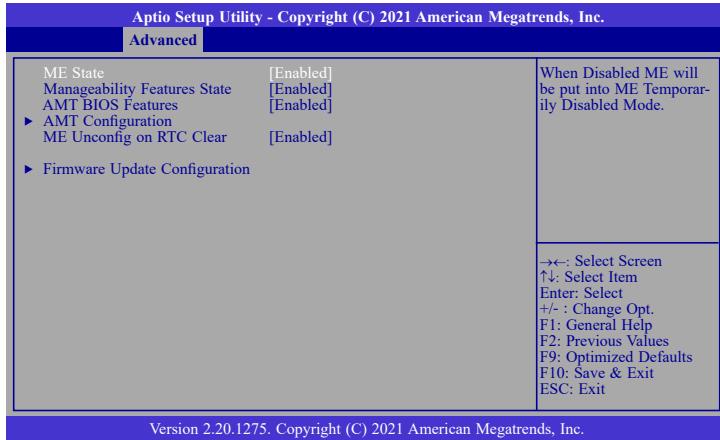 Aptio Setup Utility - Copyright (C) 2021 American Megatrends, Inc.
Advanced
ME State [Enabled]
Manageability Features State [Enabled]
AMT BIOS Features [Enabled]
► AMT Configuration
ME Unconfig on RTC Clear [Enabled]
► Firmware Update Configuration
When Disabled ME will
be put into ME Temporar-
ily Disabled Mode.
→←: Select Screen
↑↓: Select Item
Enter: Select
+/- : Change Opt.
F1: General Help
F2: Previous Values
F9: Optimized Defaults
F10: Save & Exit
ESC: Exit
Version 2.20.1275. Copyright (C) 2021 American Megatrends, Inc.